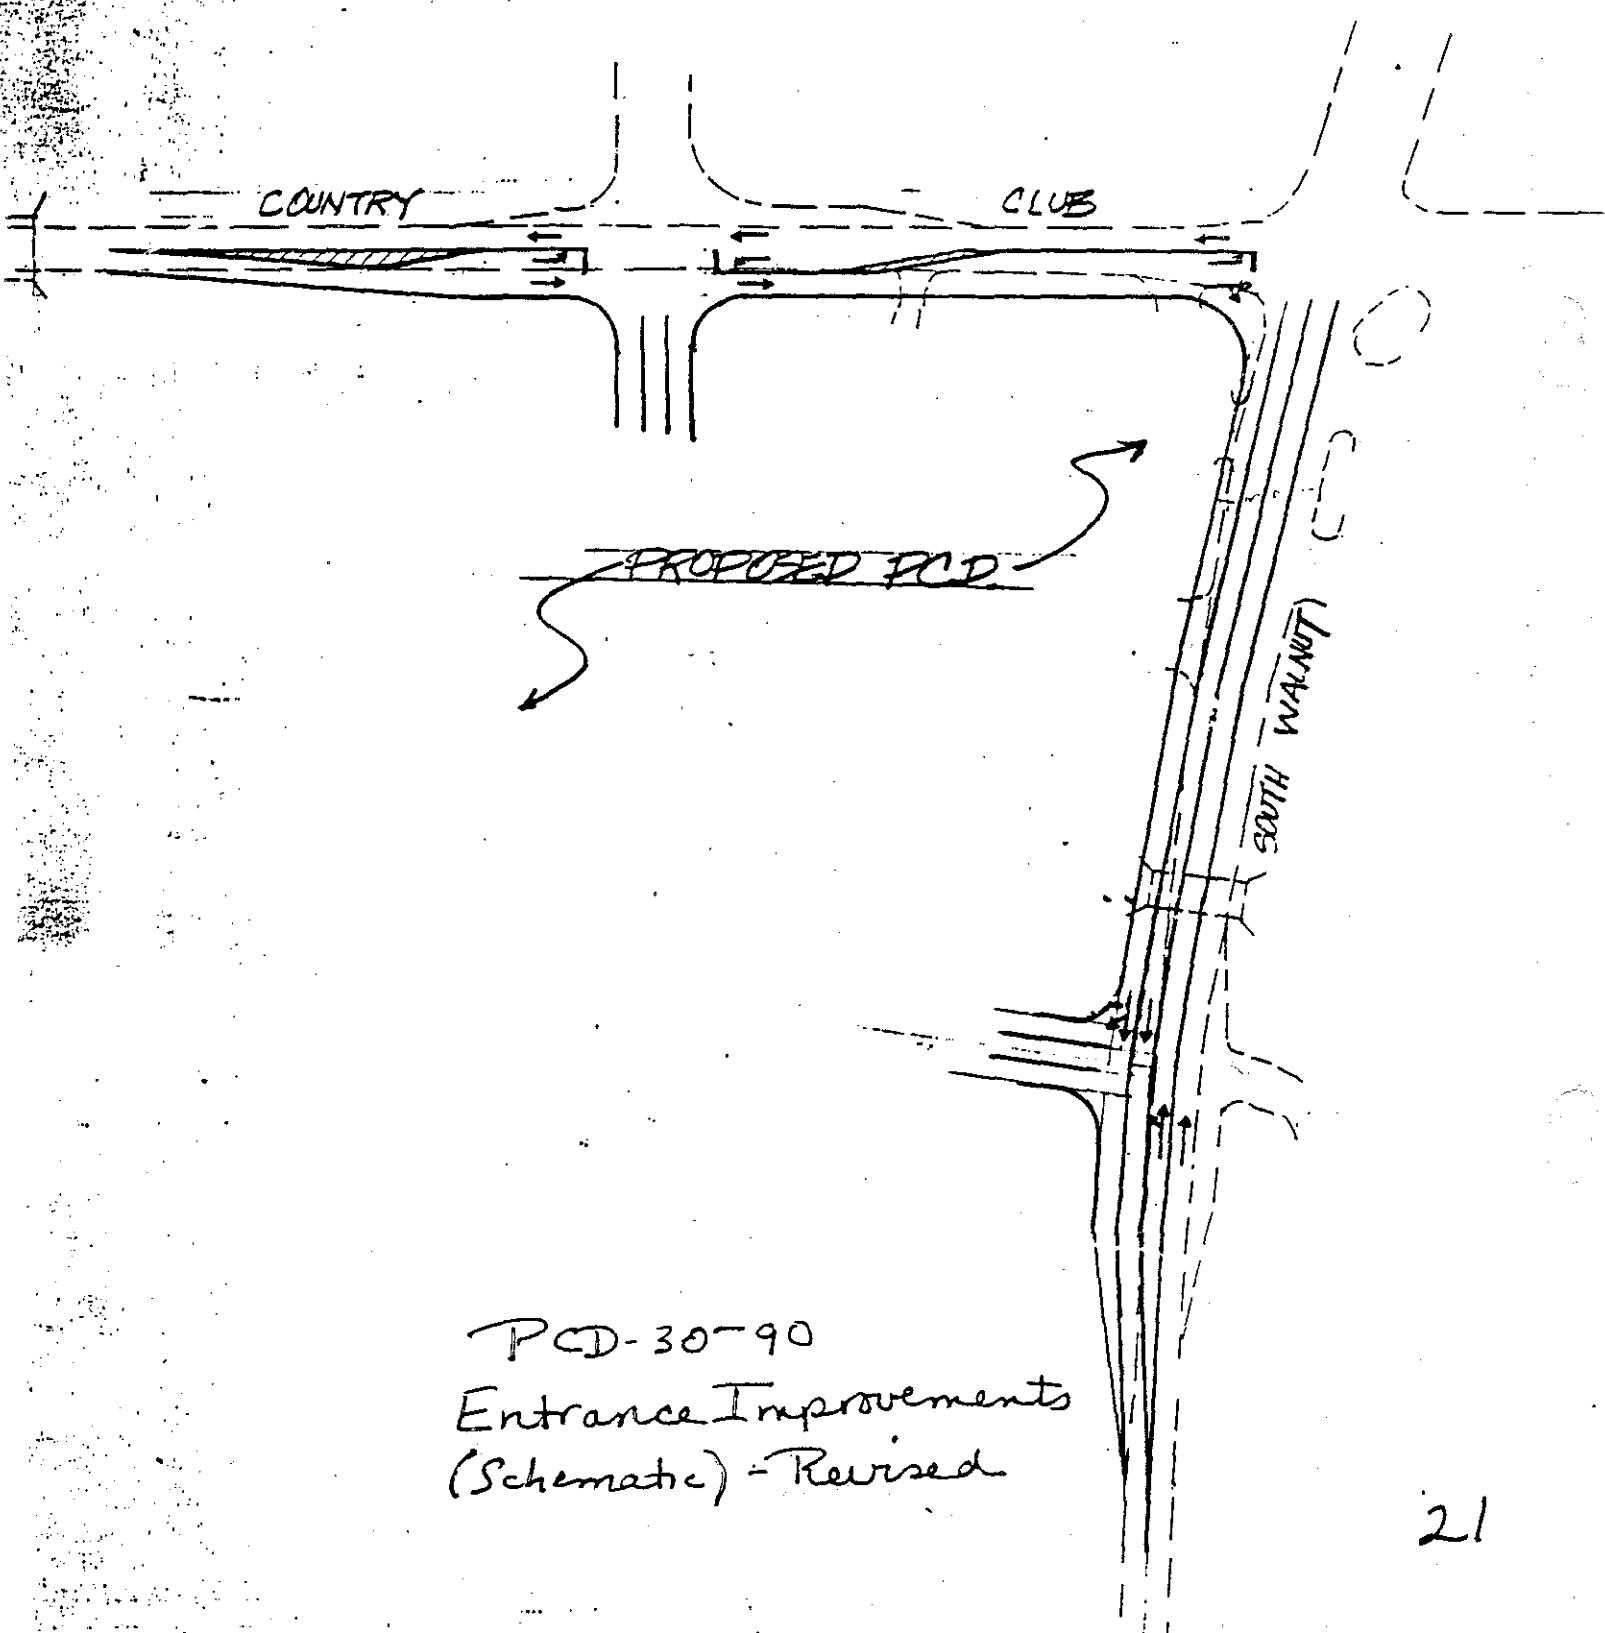 COUNTRY CLUB
PROPOSED PCD
SOUTH WALNUT
PCD-30-90
Entrance Improvements
(Schematic) - Revised
21